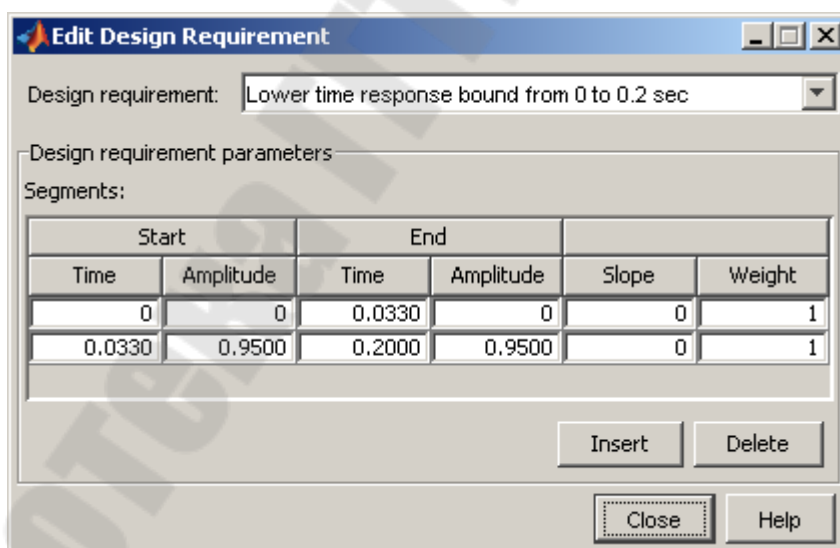 Edit Design Requirement
Design requirement: Lower time response bound from 0 to 0.2 sec
Design requirement parameters
Segments:
Start End
Time Amplitude Time Amplitude Slope Weight
0 0 0.0330 0 0 1
0.0330 0.9500 0.2000 0.9500 0 1
Insert Delete
Close Help